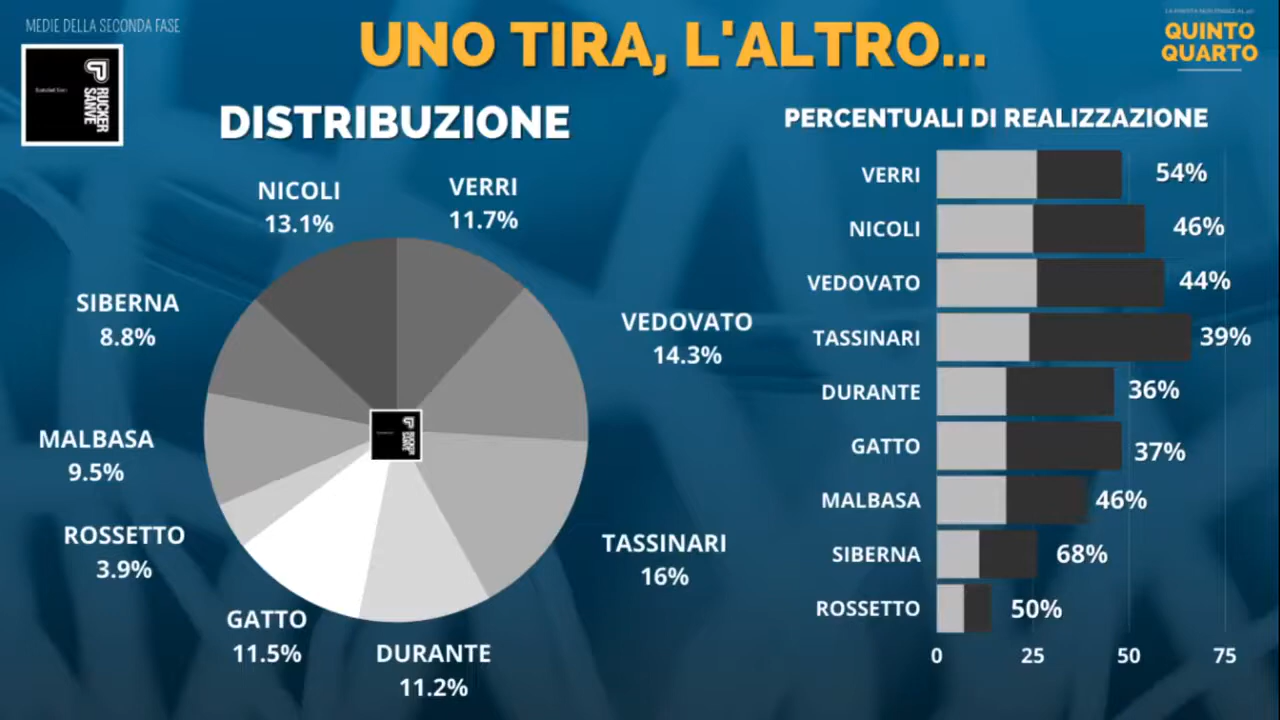 MEDIE DELLA SECONDA FASE
UNO TIRA, L'ALTRO...
QUINTO
QUARTO
RUCKER
SANVE
DISTRIBUZIONE
NICOLI
13.1%
VERRI
11.7%
SIBERNA
8.8%
VEDOVATO
14.3%
MALBASA
9.5%
ROSSETTO
3.9%
TASSINARI
16%
GATTO
11.5%
DURANTE
11.2%
PERCENTUALI DI REALIZZAZIONE
VERRI 54%
NICOLI 46%
VEDOVATO 44%
TASSINARI 39%
DURANTE 36%
GATTO 37%
MALBASA 46%
SIBERNA 68%
ROSSETTO 50%
0 25 50 75